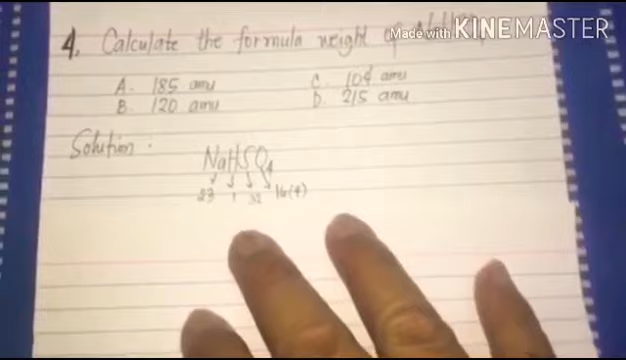 Made with KINEMASTER
4. Calculate the formula weight of
A. 185 amu C. 104 amu
B. 120 amu D. 215 amu
Solution.
NaHSO4
23 1 32 16(4)